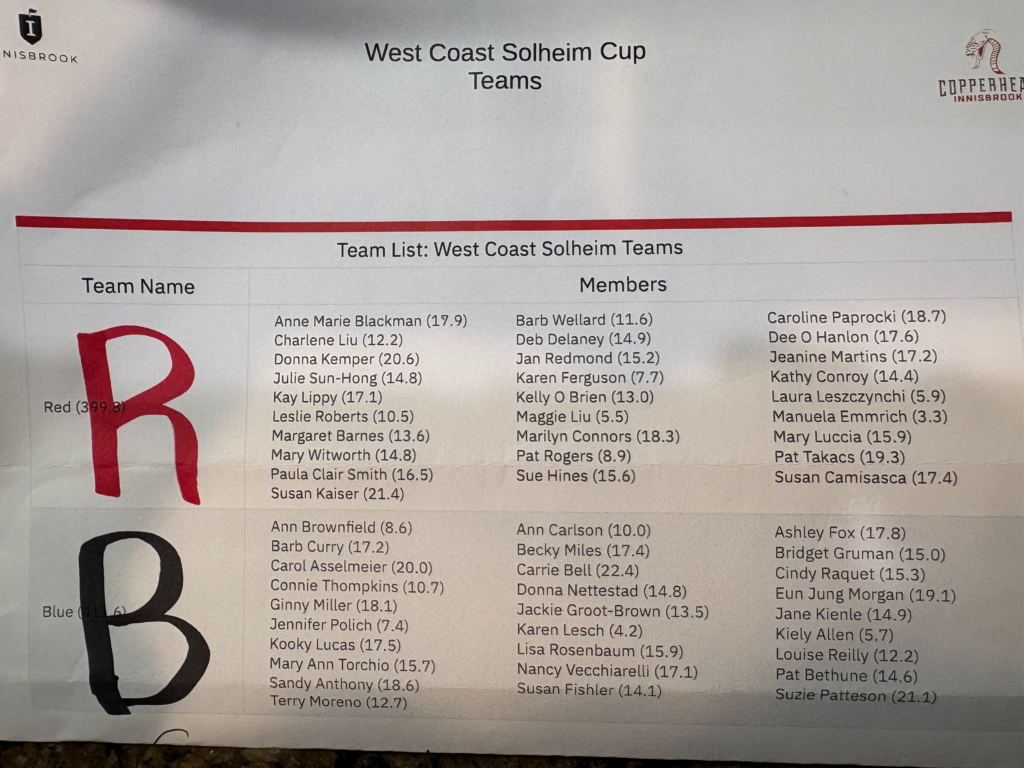 I
NISBROOK
West Coast Solheim Cup
Teams
COPPERHEA
INNISBROOK
Team List: West Coast Solheim Teams
Team Name Members
R
Red (399.8)
Anne Marie Blackman (17.9) Barb Wellard (11.6) Caroline Paprocki (18.7)
Charlene Liu (12.2) Deb Delaney (14.9) Dee O Hanlon (17.6)
Donna Kemper (20.6) Jan Redmond (15.2) Jeanine Martins (17.2)
Julie Sun-Hong (14.8) Karen Ferguson (7.7) Kathy Conroy (14.4)
Kay Lippy (17.1) Kelly O Brien (13.0) Laura Leszczynchi (5.9)
Leslie Roberts (10.5) Maggie Liu (5.5) Manuela Emmrich (3.3)
Margaret Barnes (13.6) Marilyn Connors (18.3) Mary Luccia (15.9)
Mary Witworth (14.8) Pat Rogers (8.9) Pat Takacs (19.3)
Paula Clair Smith (16.5) Sue Hines (15.6) Susan Camisasca (17.4)
Susan Kaiser (21.4)
B
Blue
Ann Brownfield (8.6) Ann Carlson (10.0) Ashley Fox (17.8)
Barb Curry (17.2) Becky Miles (17.4) Bridget Gruman (15.0)
Carol Asselmeier (20.0) Carrie Bell (22.4) Cindy Raquet (15.3)
Connie Thompkins (10.7) Donna Nettestad (14.8) Eun Jung Morgan (19.1)
Ginny Miller (18.1) Jackie Groot-Brown (13.5) Jane Kienle (14.9)
Jennifer Polich (7.4) Karen Lesch (4.2) Kiely Allen (5.7)
Kooky Lucas (17.5) Lisa Rosenbaum (15.9) Louise Reilly (12.2)
Mary Ann Torchio (15.7) Nancy Vecchiarelli (17.1) Pat Bethune (14.6)
Sandy Anthony (18.6) Susan Fishler (14.1) Suzie Patteson (21.1)
Terry Moreno (12.7)